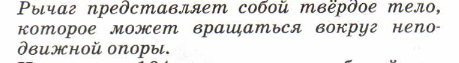 Рычаг представляет собой твёрдое тело,
которое может вращаться вокруг непо-
движной опоры.